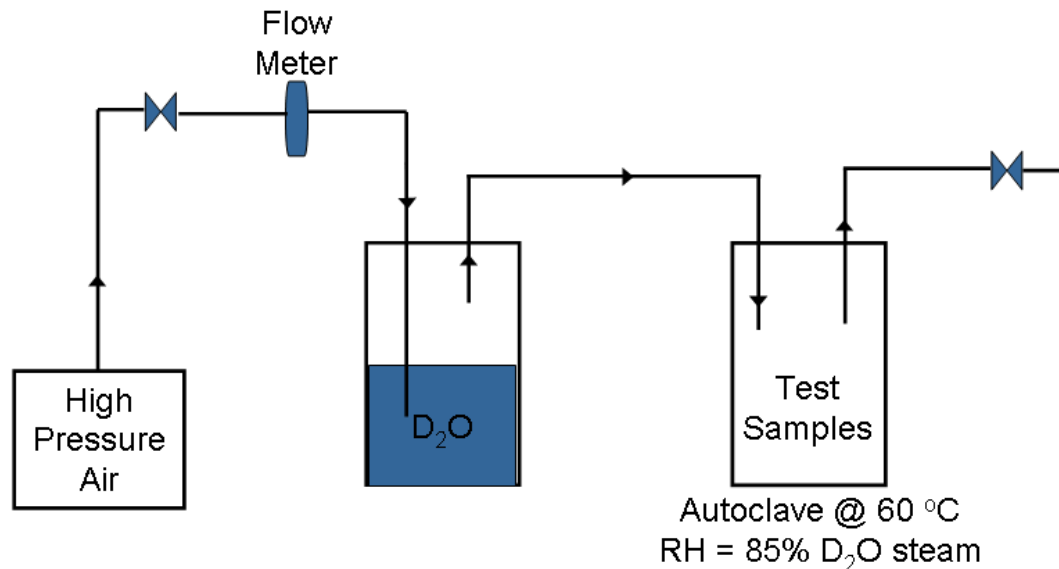 Flow
Meter
High
Pressure
Air
D₂O
Test
Samples
Autoclave @ 60 °C
RH = 85% D₂O steam